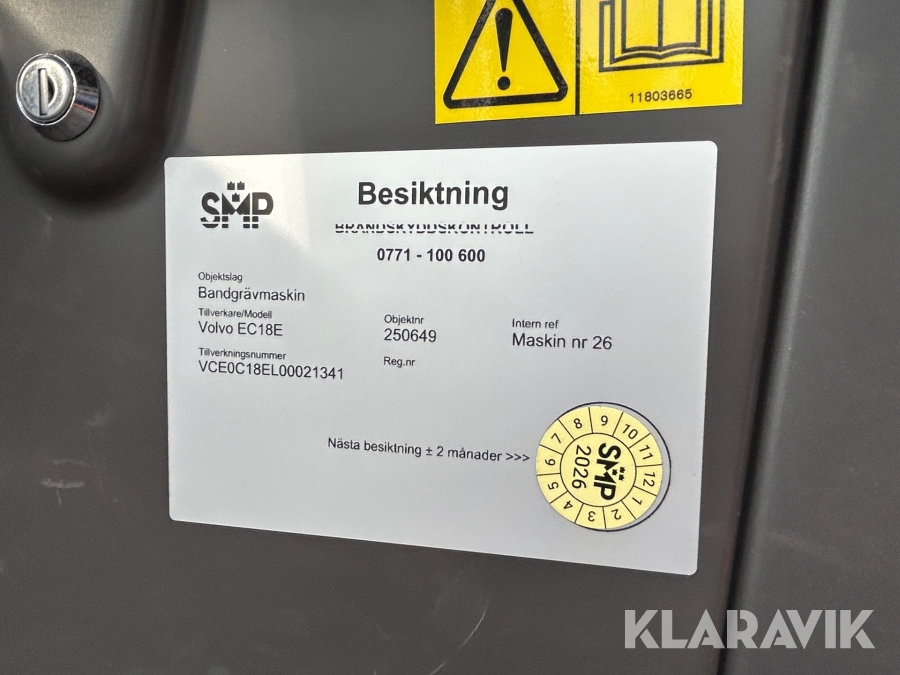 11803665
SMP
Besiktning
BRANDSKYDDSKONTROLL
0771 - 100 600
Objektslag
Bandgrävmaskin
Tillverkare/Modell
Volvo EC18E
Objektnr
250649
Intern ref
Maskin nr 26
Tillverkningsnummer
VCE0C18EL00021341
Reg.nr
Nästa besiktning ± 2 månader >>>
1 2 3 4 5 6 7 8 9 10 11 12
SMP
2026
KLARAVIK